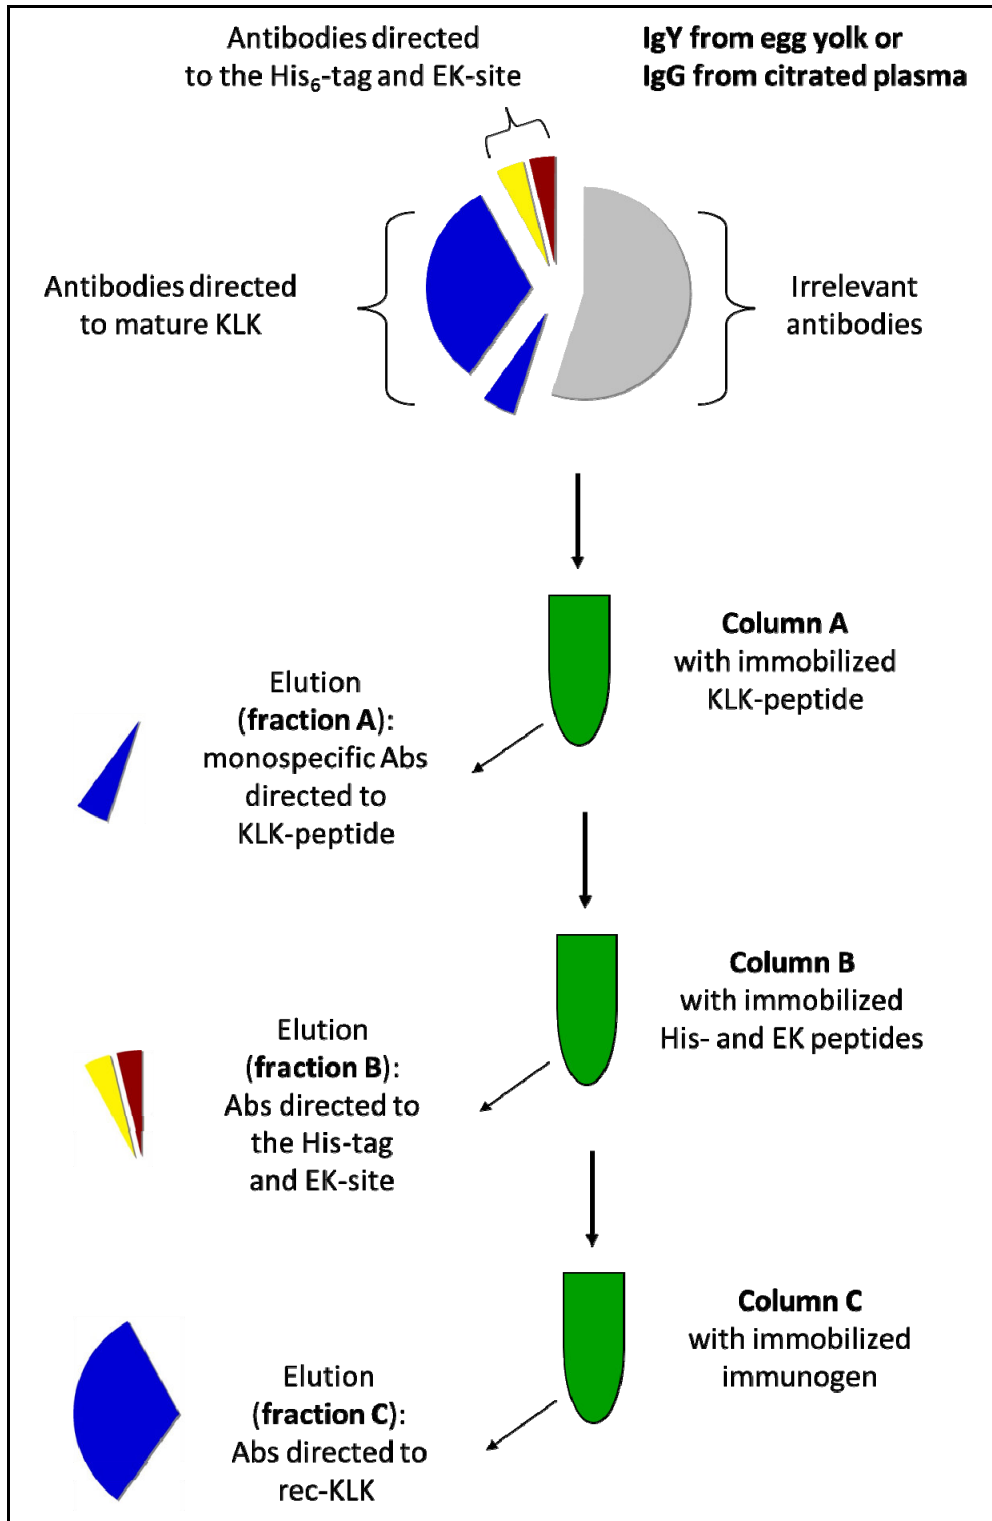 Antibodies directed
to the His6-tag and EK-site
IgY from egg yolk or
IgG from citrated plasma
Antibodies directed
to mature KLK
Irrelevant
antibodies
Column A
with immobilized
KLK-peptide
Elution
(fraction A):
monospecific Abs
directed to
KLK-peptide
Column B
with immobilized
His- and EK peptides
Elution
(fraction B):
Abs directed to
the His-tag
and EK-site
Column C
with immobilized
immunogen
Elution
(fraction C):
Abs directed to
rec-KLK